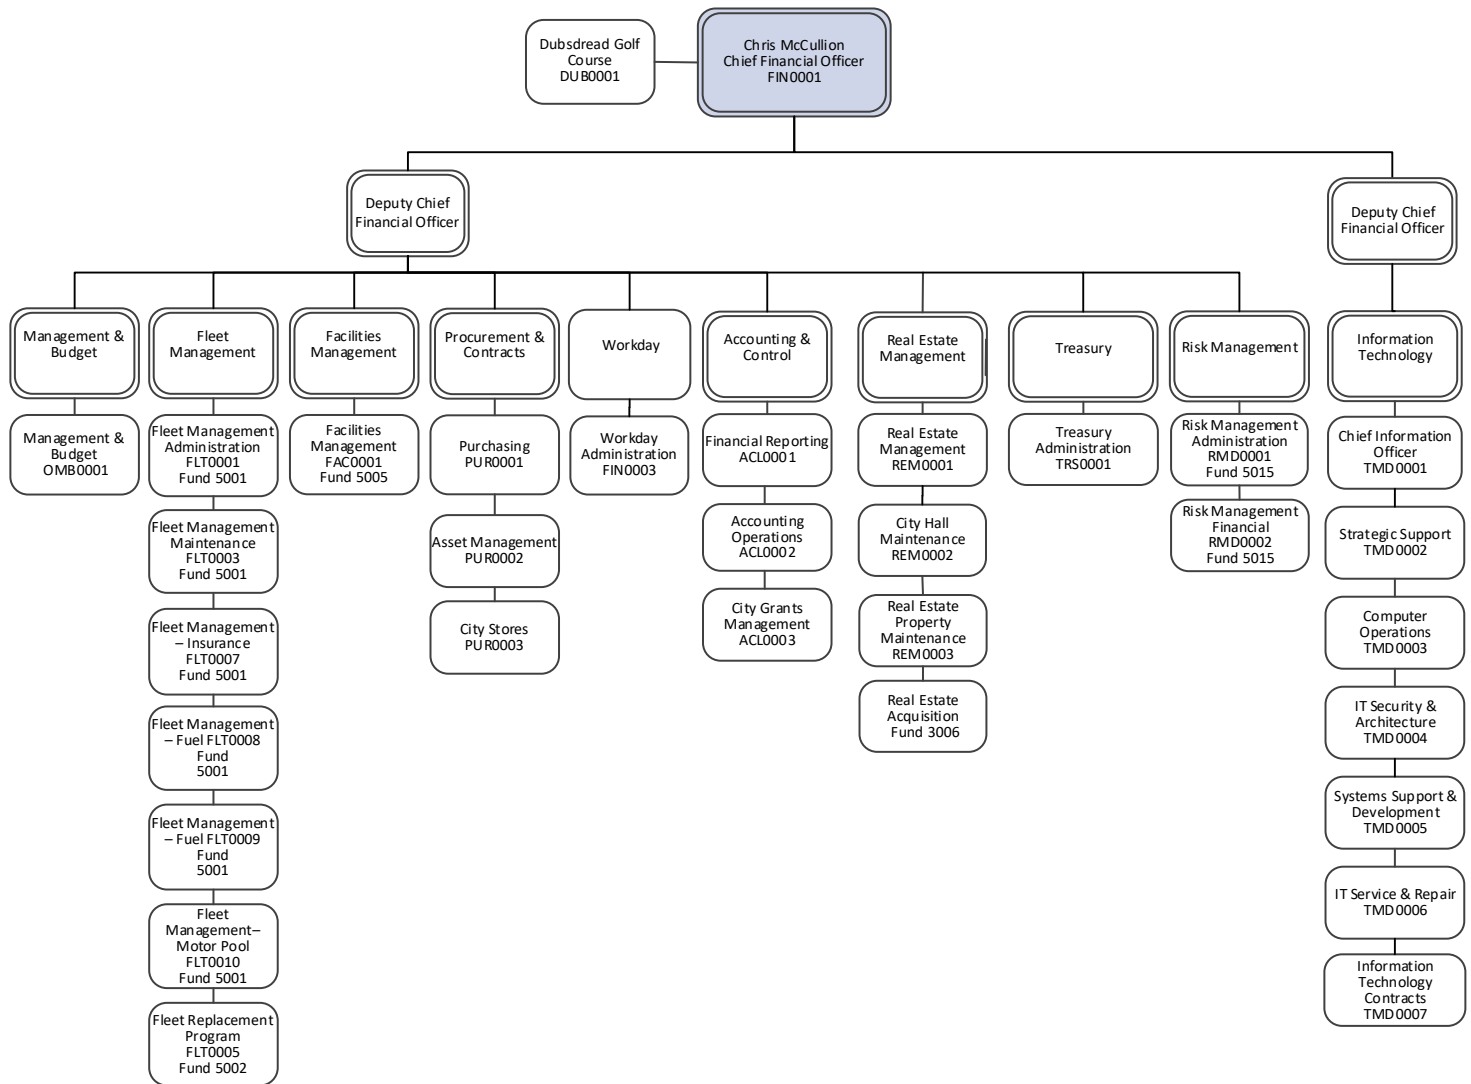 Dubsdread Golf
Course
DUB0001
Chris McCullion
Chief Financial Officer
FIN0001
Deputy Chief
Financial Officer
Deputy Chief
Financial Officer
Management &
Budget
Fleet
Management
Facilities
Management
Procurement &
Contracts
Workday
Accounting &
Control
Real Estate
Management
Treasury
Risk Management
Information
Technology
Management &
Budget
OMB0001
Fleet Management
Administration
FLT0001
Fund 5001
Facilities
Management
FAC0001
Fund 5005
Purchasing
PUR0001
Workday
Administration
FIN0003
Financial Reporting
ACL0001
Real Estate
Management
REM0001
Treasury
Administration
TRS0001
Risk Management
Administration
RMD0001
Fund 5015
Chief Information
Officer
TMD0001
Fleet Management
Maintenance
FLT0003
Fund 5001
Asset Management
PUR0002
Accounting
Operations
ACL0002
City Hall
Maintenance
REM0002
Risk Management
Financial
RMD0002
Fund 5015
Strategic Support
TMD0002
Fleet Management
– Insurance
FLT0007
Fund 5001
City Stores
PUR0003
City Grants
Management
ACL0003
Real Estate
Property
Maintenance
REM0003
Computer
Operations
TMD0003
Fleet Management
– Fuel FLT0008
Fund
5001
Real Estate
Acquisition
Fund 3006
IT Security &
Architecture
TMD0004
Fleet Management
– Fuel FLT0009
Fund
5001
Systems Support &
Development
TMD0005
Fleet
Management–
Motor Pool
FLT0010
Fund 5001
IT Service & Repair
TMD0006
Fleet Replacement
Program
FLT0005
Fund 5002
Information
Technology
Contracts
TMD0007